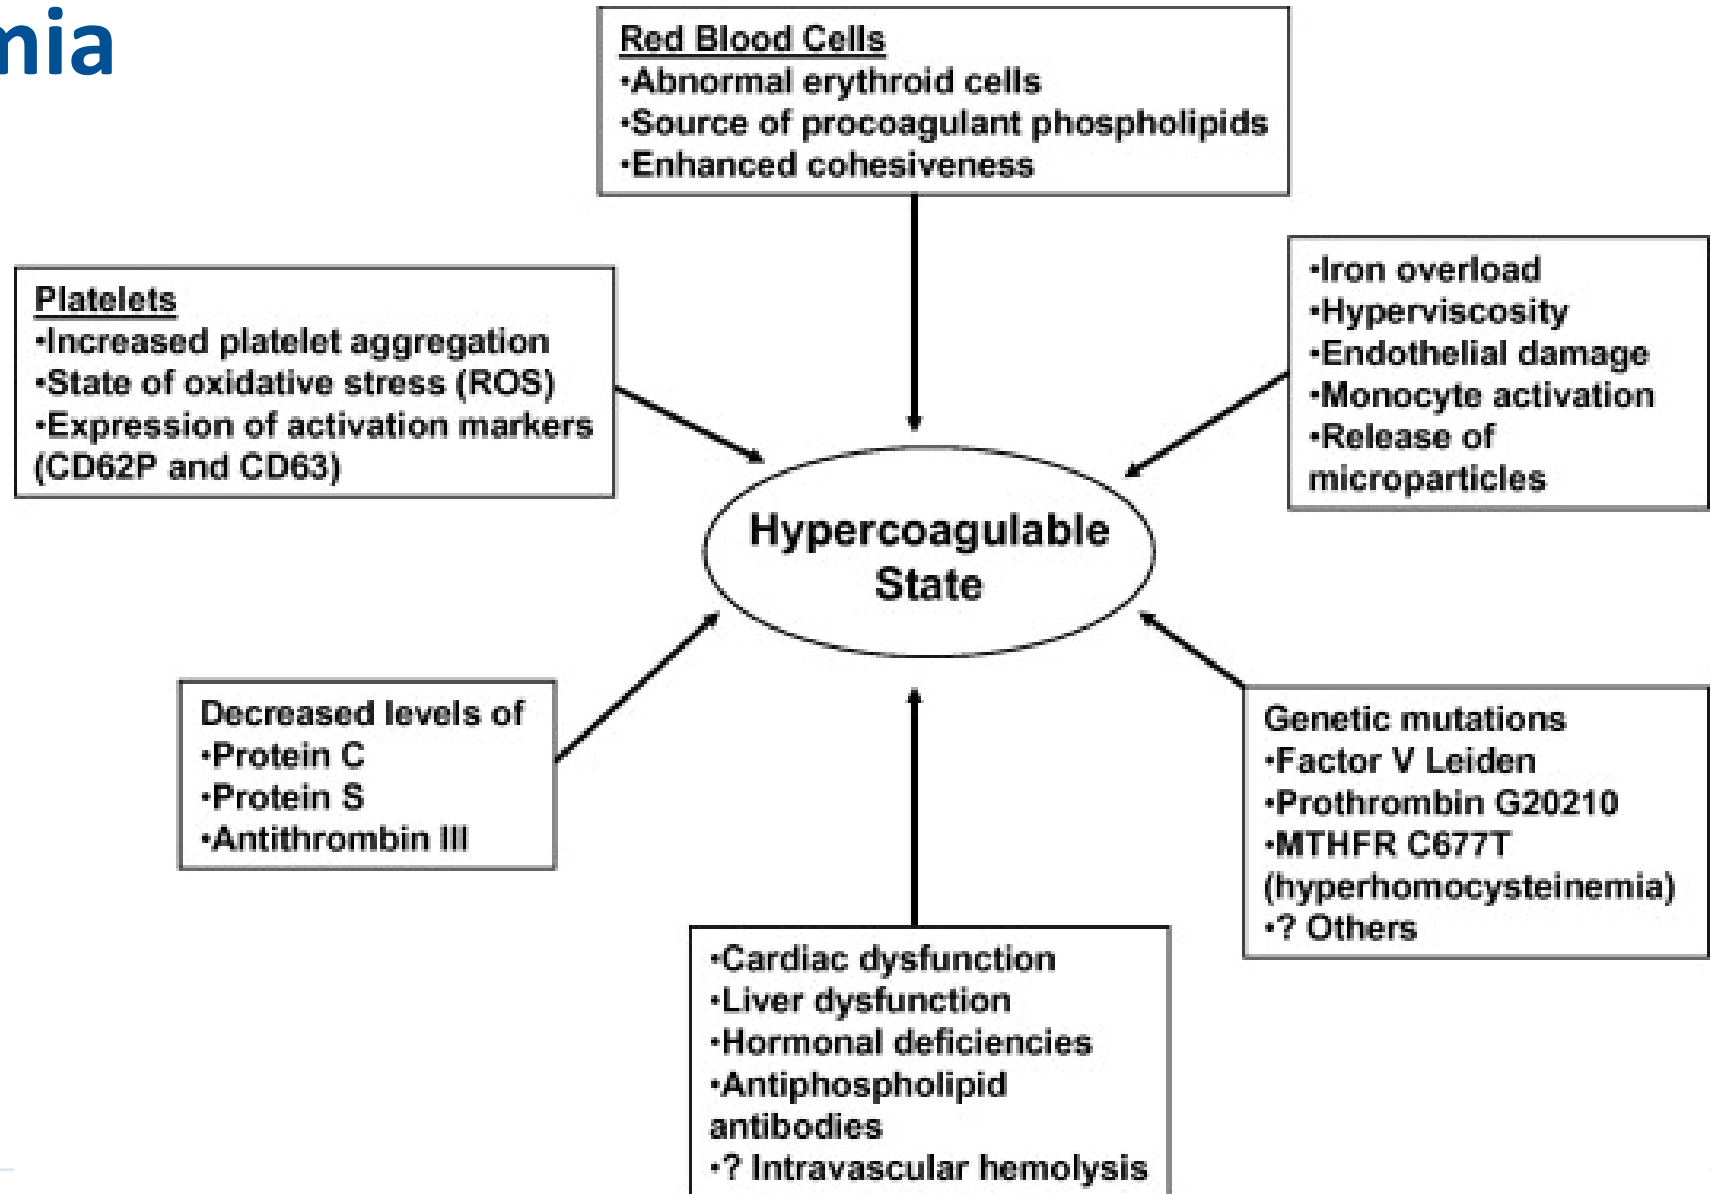 mia
Red Blood Cells
•Abnormal erythroid cells
•Source of procoagulant phospholipids
•Enhanced cohesiveness
Platelets
•Increased platelet aggregation
•State of oxidative stress (ROS)
•Expression of activation markers
(CD62P and CD63)
•Iron overload
•Hyperviscosity
•Endothelial damage
•Monocyte activation
•Release of
microparticles
Hypercoagulable
State
Decreased levels of
•Protein C
•Protein S
•Antithrombin III
Genetic mutations
•Factor V Leiden
•Prothrombin G20210
•MTHFR C677T
(hyperhomocysteinemia)
•? Others
•Cardiac dysfunction
•Liver dysfunction
•Hormonal deficiencies
•Antiphospholipid
antibodies
•? Intravascular hemolysis